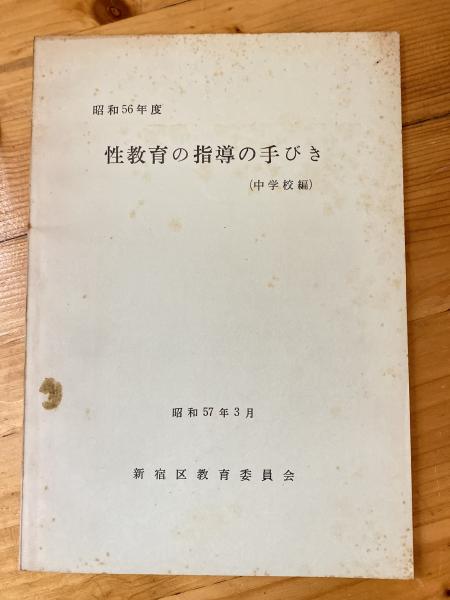 昭和56年度
性教育の指導の手びき
(中学校編)
昭和57年3月
新宿区教育委員会